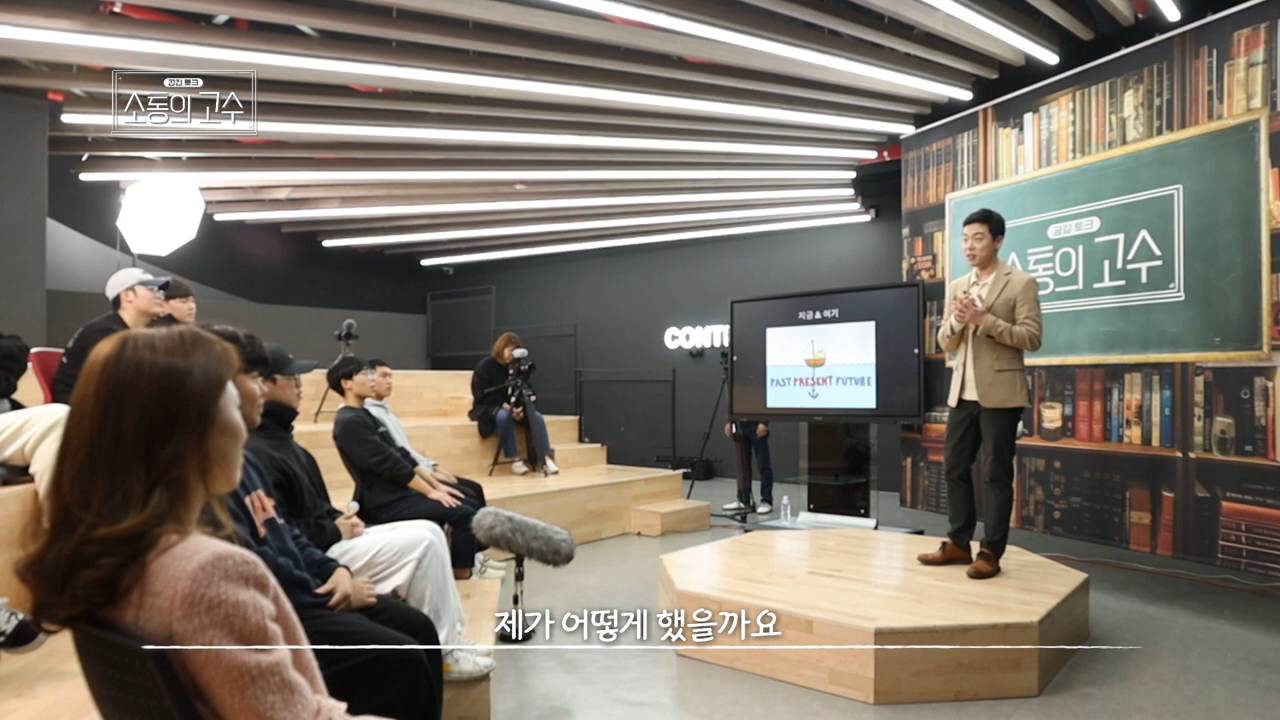 공감 토크
소통의 고수
공감 토크
소통의 고수
CONT
지금 & 여기
PAST PRESENT FUTURE
제가 어떻게 했을까요